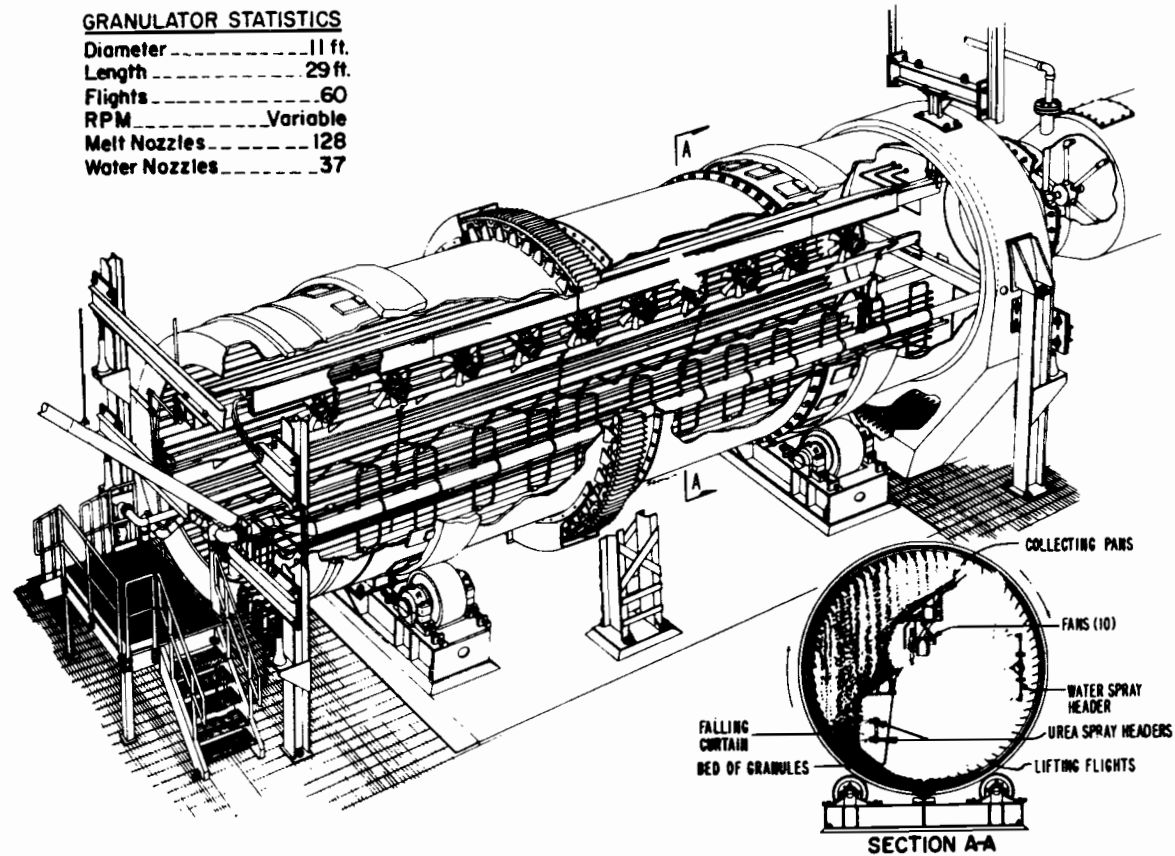 GRANULATOR STATISTICS
Diameter 11 ft.
Length 29 ft.
Flights 60
RPM Variable
Melt Nozzles 128
Water Nozzles 37
A
A
COLLECTING PANS
FANS (10)
WATER SPRAY
HEADER
FALLING
CURTAIN
UREA SPRAY HEADERS
BED OF GRANULES
LIFTING FLIGHTS
SECTION A-A